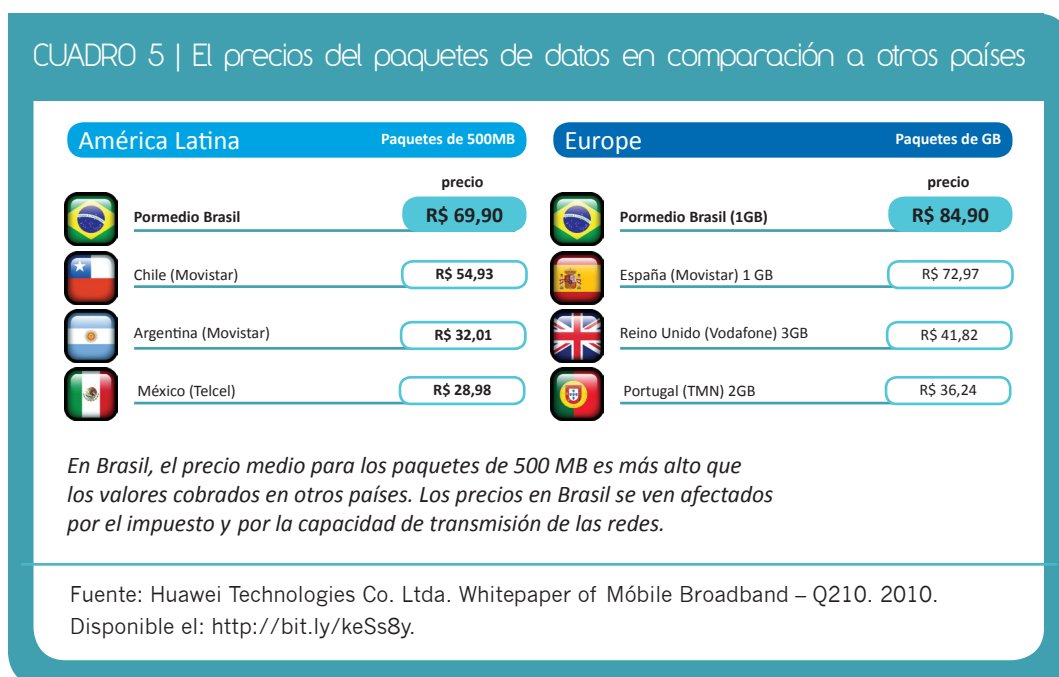 CUADRO 5 | El precios del paquetes de datos en comparación a otros países
América Latina Paquetes de 500MB
precio
Pormedio Brasil R$ 69,90
Chile (Movistar) R$ 54,93
Argentina (Movistar) R$ 32,01
México (Telcel) R$ 28,98
Europe Paquetes de GB
precio
Pormedio Brasil (1GB) R$ 84,90
España (Movistar) 1 GB R$ 72,97
Reino Unido (Vodafone) 3GB R$ 41,82
Portugal (TMN) 2GB R$ 36,24
En Brasil, el precio medio para los paquetes de 500 MB es más alto que
los valores cobrados en otros países. Los precios en Brasil se ven afectados
por el impuesto y por la capacidad de transmisión de las redes.
Fuente: Huawei Technologies Co. Ltda. Whitepaper of Móbile Broadband – Q210. 2010.
Disponible el: http://bit.ly/keSs8y.